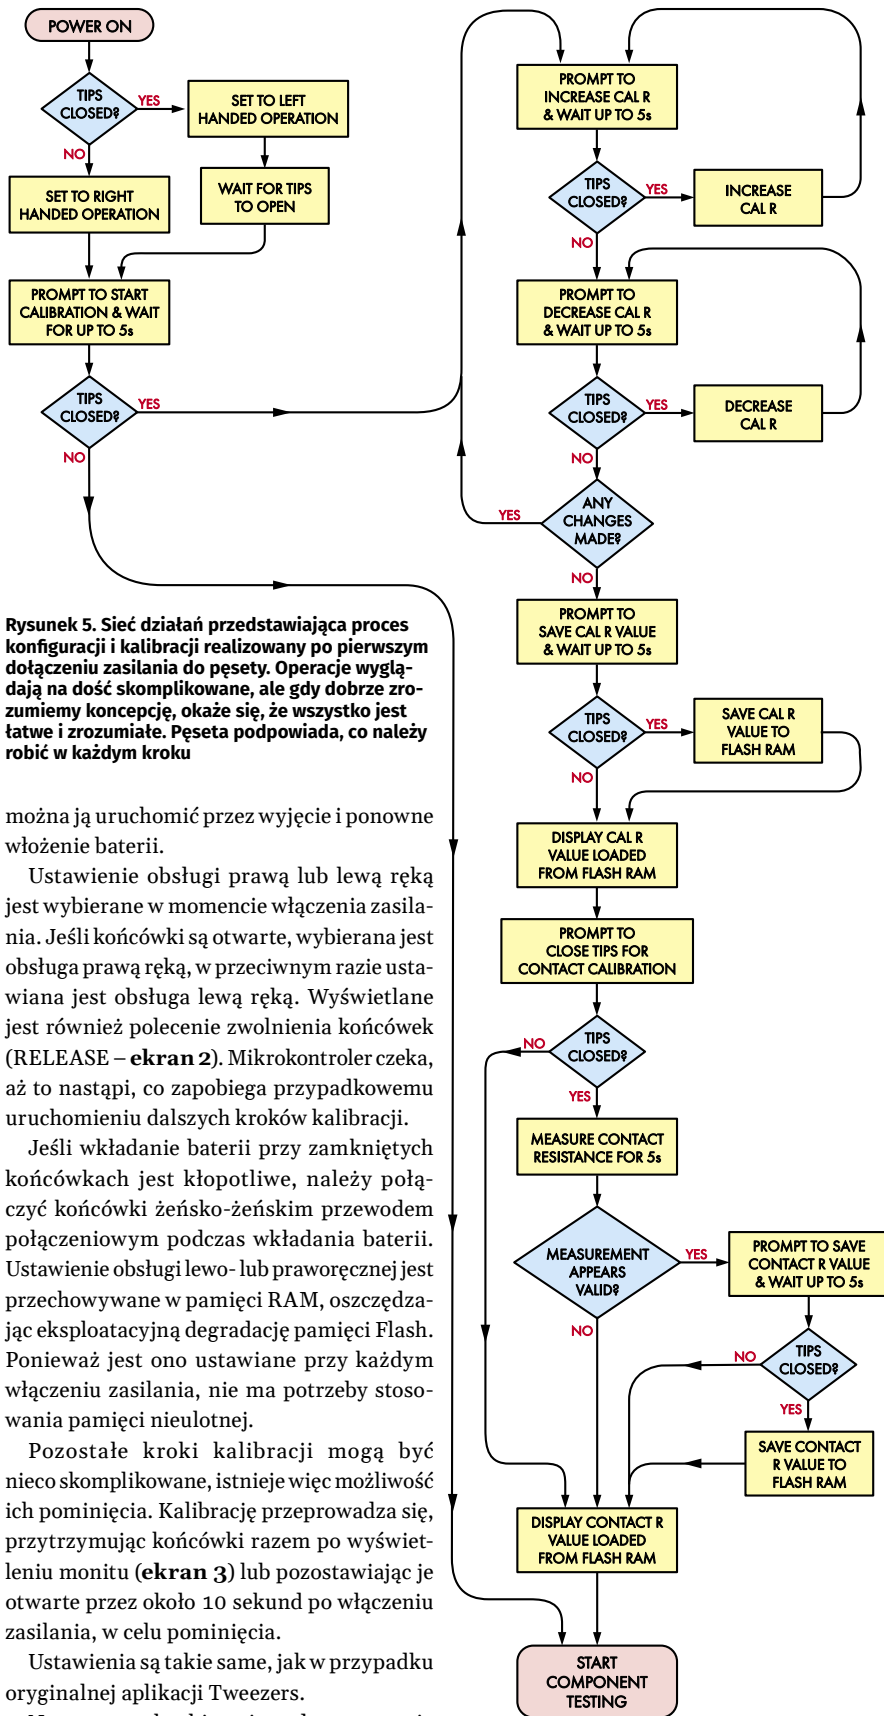 POWER ON
TIPS
CLOSED?
YES
NO
SET TO LEFT
HANDED OPERATION
SET TO RIGHT
HANDED OPERATION
WAIT FOR TIPS
TO OPEN
PROMPT TO START
CALIBRATION & WAIT
FOR UP TO 5s
TIPS
CLOSED?
YES
NO
PROMPT TO
INCREASE CAL R
& WAIT UP TO 5s
TIPS
CLOSED?
YES
NO
INCREASE
CAL R
PROMPT TO
DECREASE CAL R
& WAIT UP TO 5s
TIPS
CLOSED?
YES
NO
DECREASE
CAL R
ANY
CHANGES
MADE?
YES
NO
PROMPT TO
SAVE CAL R VALUE
& WAIT UP TO 5s
TIPS
CLOSED?
YES
NO
SAVE CAL R
VALUE TO
FLASH RAM
DISPLAY CAL R
VALUE LOADED
FROM FLASH RAM
PROMPT TO
CLOSE TIPS FOR
CONTACT CALIBRATION
TIPS
CLOSED?
NO
YES
MEASURE CONTACT
RESISTANCE FOR 5s
MEASUREMENT
APPEARS
VALID?
YES
NO
PROMPT TO SAVE
CONTACT R VALUE
& WAIT UP TO 5s
TIPS
CLOSED?
NO
YES
SAVE CONTACT
R VALUE TO
FLASH RAM
DISPLAY CONTACT R
VALUE LOADED
FROM FLASH RAM
START
COMPONENT
TESTING
Rysunek 5. Sieć działań przedstawiająca proces
konfiguracji i kalibracji realizowany po pierwszym
dołączeniu zasilania do pęsety. Operacje wyglą-
dają na dość skomplikowane, ale gdy dobrze zro-
zumiemy koncepcję, okaże się, że wszystko jest
łatwe i zrozumiałe. Pęseta podpowiada, co należy
robić w każdym kroku
można ją uruchomić przez wyjęcie i ponowne
włożenie baterii.
Ustawienie obsługi prawą lub lewą ręką
jest wybierane w momencie włączenia zasila-
nia. Jeśli końcówki są otwarte, wybierana jest
obsługa prawą ręką, w przeciwnym razie usta-
wiana jest obsługa lewą ręką. Wyświetlane
jest również polecenie zwolnienia końcówek
(RELEASE – ekran 2). Mikrokontroler czeka,
aż to nastąpi, co zapobiega przypadkowemu
uruchomieniu dalszych kroków kalibracji.
Jeśli wkładanie baterii przy zamkniętych
końcówkach jest kłopotliwe, należy połą-
czyć końcówki żeńsko-żeńskim przewodem
połączeniowym podczas wkładania baterii.
Ustawienie obsługi lewo- lub praworęcznej jest
przechowywane w pamięci RAM, oszczędza-
jąc eksploatacyjną degradację pamięci Flash.
Ponieważ jest ono ustawiane przy każdym
włączeniu zasilania, nie ma potrzeby stoso-
wania pamięci nieulotnej.
Pozostałe kroki kalibracji mogą być
nieco skomplikowane, istnieje więc możliwość
ich pominięcia. Kalibrację przeprowadza się,
przytrzymując końcówki razem po wyświet-
leniu monitu (ekran 3) lub pozostawiając je
otwarte przez około 10 sekund po włączeniu
zasilania, w celu pominięcia.
Ustawienia są takie same, jak w przypadku
oryginalnej aplikacji Tweezers.